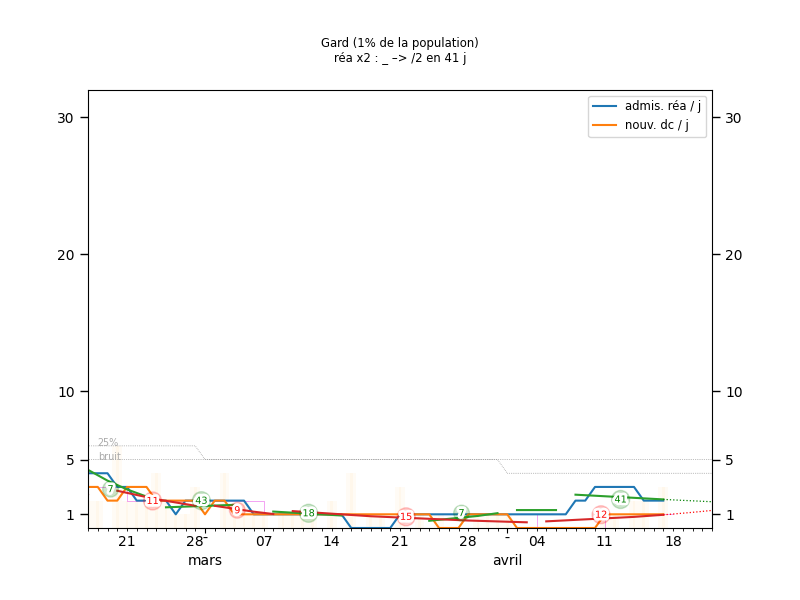 Gard (1% de la population)
réa x2 : _ –> /2 en 41 j
admis. réa / j
nouv. dc / j
30 30
20 20
10 10
5 5
1 1
25%
bruit
7 11 43 9 18 15 7 12 41
21 28 - 07 14 21 28 - 04 11 18
mars avril